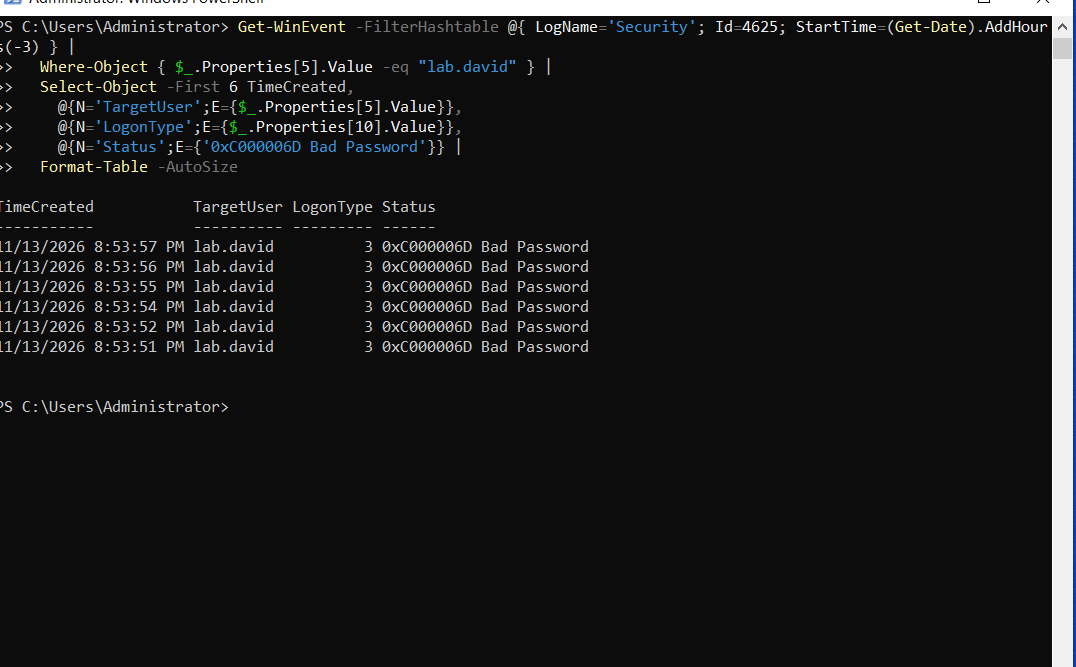 Administrator: Windows PowerShell
PS C:\Users\Administrator> Get-WinEvent -FilterHashtable @{ LogName='Security'; Id=4625; StartTime=(Get-Date).AddHour
s(-3) } |
>>   Where-Object { $_.Properties[5].Value -eq "lab.david" } |
>>   Select-Object -First 6 TimeCreated,
>>     @{N='TargetUser';E={$_.Properties[5].Value}},
>>     @{N='LogonType';E={$_.Properties[10].Value}},
>>     @{N='Status';E={'0xC000006D Bad Password'}} |
>>   Format-Table -AutoSize
TimeCreated           TargetUser LogonType Status
-----------           ---------- --------- ------
11/13/2026 8:53:57 PM lab.david          3 0xC000006D Bad Password
11/13/2026 8:53:56 PM lab.david          3 0xC000006D Bad Password
11/13/2026 8:53:55 PM lab.david          3 0xC000006D Bad Password
11/13/2026 8:53:54 PM lab.david          3 0xC000006D Bad Password
11/13/2026 8:53:52 PM lab.david          3 0xC000006D Bad Password
11/13/2026 8:53:51 PM lab.david          3 0xC000006D Bad Password
PS C:\Users\Administrator>